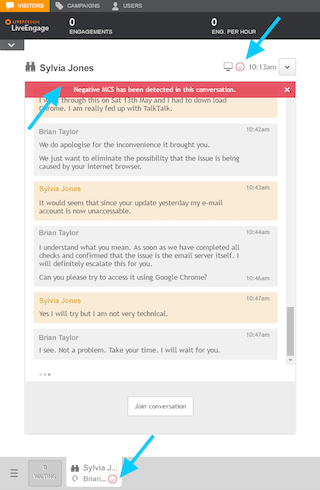 VISITORS CAMPAIGNS USERS
LIVEPERSON
LiveEngage
0
ENGAGEMENTS
0
ENG. PER HOUR
Sylvia Jones 10:13am
Negative MCS has been detected in this conversation. ×
I went through this on Sat 13th May and I had to down load
Chrome. I am really fed up with TalkTalk.
Brian Taylor 10:42am
We do apologise for the inconvenience it brought you.
We just want to eliminate the possibility that the issue is being
caused by your internet browser.
Sylvia Jones 10:43am
It would seem that since your update yesterday my e-mail
account is now unaccessable.
Brian Taylor 10:44am
I understand what you mean. As soon as we have completed all
checks and confirmed that the issue is the email server itself. I
will definitely escalate this for you.
Can you please try to access it using Google Chrome? 10:46am
Sylvia Jones 10:47am
Yes I will try but I am not very technical.
Brian Taylor 10:47am
I see. Not a problem. Take your time. I will wait for you.
Join conversation
0
WAITING
Sylvia J...
Brian...